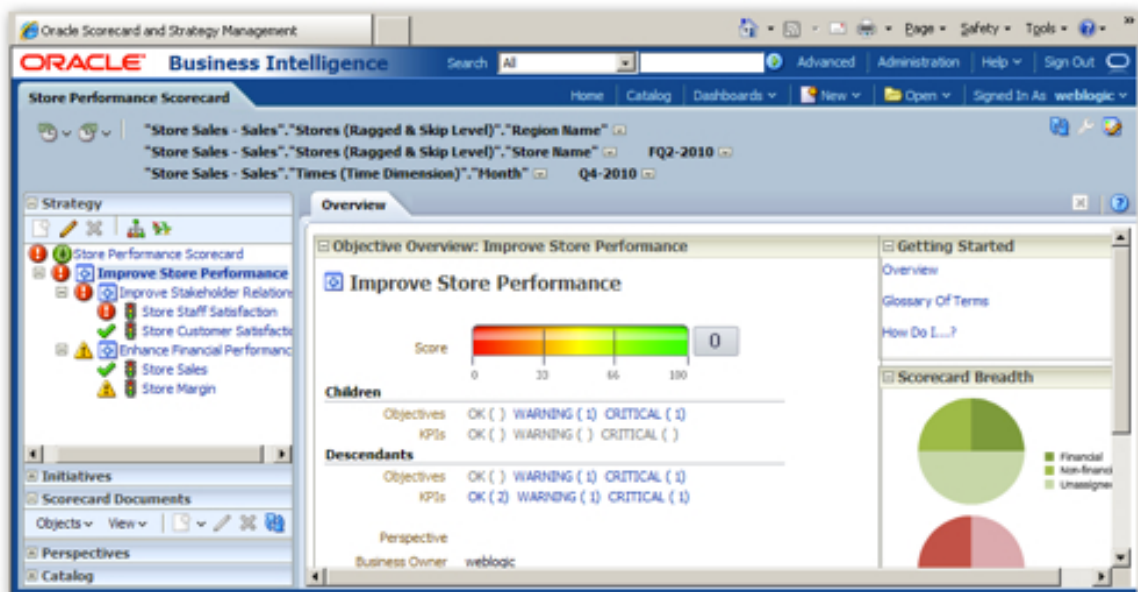 Oracle Scorecard and Strategy Management
Page Safety Tools
ORACLE Business Intelligence Search All Advanced Administration Help Sign Out
Store Performance Scorecard Home Catalog Dashboards New Open Signed In As weblogic
"Store Sales - Sales"."Stores (Ragged & Skip Level)"."Region Name"
"Store Sales - Sales"."Stores (Ragged & Skip Level)"."Store Name" FQ2-2010
"Store Sales - Sales"."Times (Time Dimension)"."Month" Q4-2010
Strategy
Store Performance Scorecard
Improve Store Performance
Improve Stakeholder Relation
Store Staff Satisfaction
Store Customer Satisfactio
Enhance Financial Performanc
Store Sales
Store Margin
Initiatives
Scorecard Documents
Objects View
Perspectives
Catalog
Overview
Objective Overview: Improve Store Performance
Improve Store Performance
Score 0
0 33 66 100
Children
Objectives OK ( ) WARNING ( 1) CRITICAL ( 1)
KPIs OK ( ) WARNING ( ) CRITICAL ( )
Descendants
Objectives OK ( ) WARNING ( 1) CRITICAL ( 1)
KPIs OK ( 2) WARNING ( 1) CRITICAL ( 1)
Perspective
Business Owner weblogic
Getting Started
Overview
Glossary Of Terms
How Do I....?
Scorecard Breadth
Financial
Non-financi
Unassigne